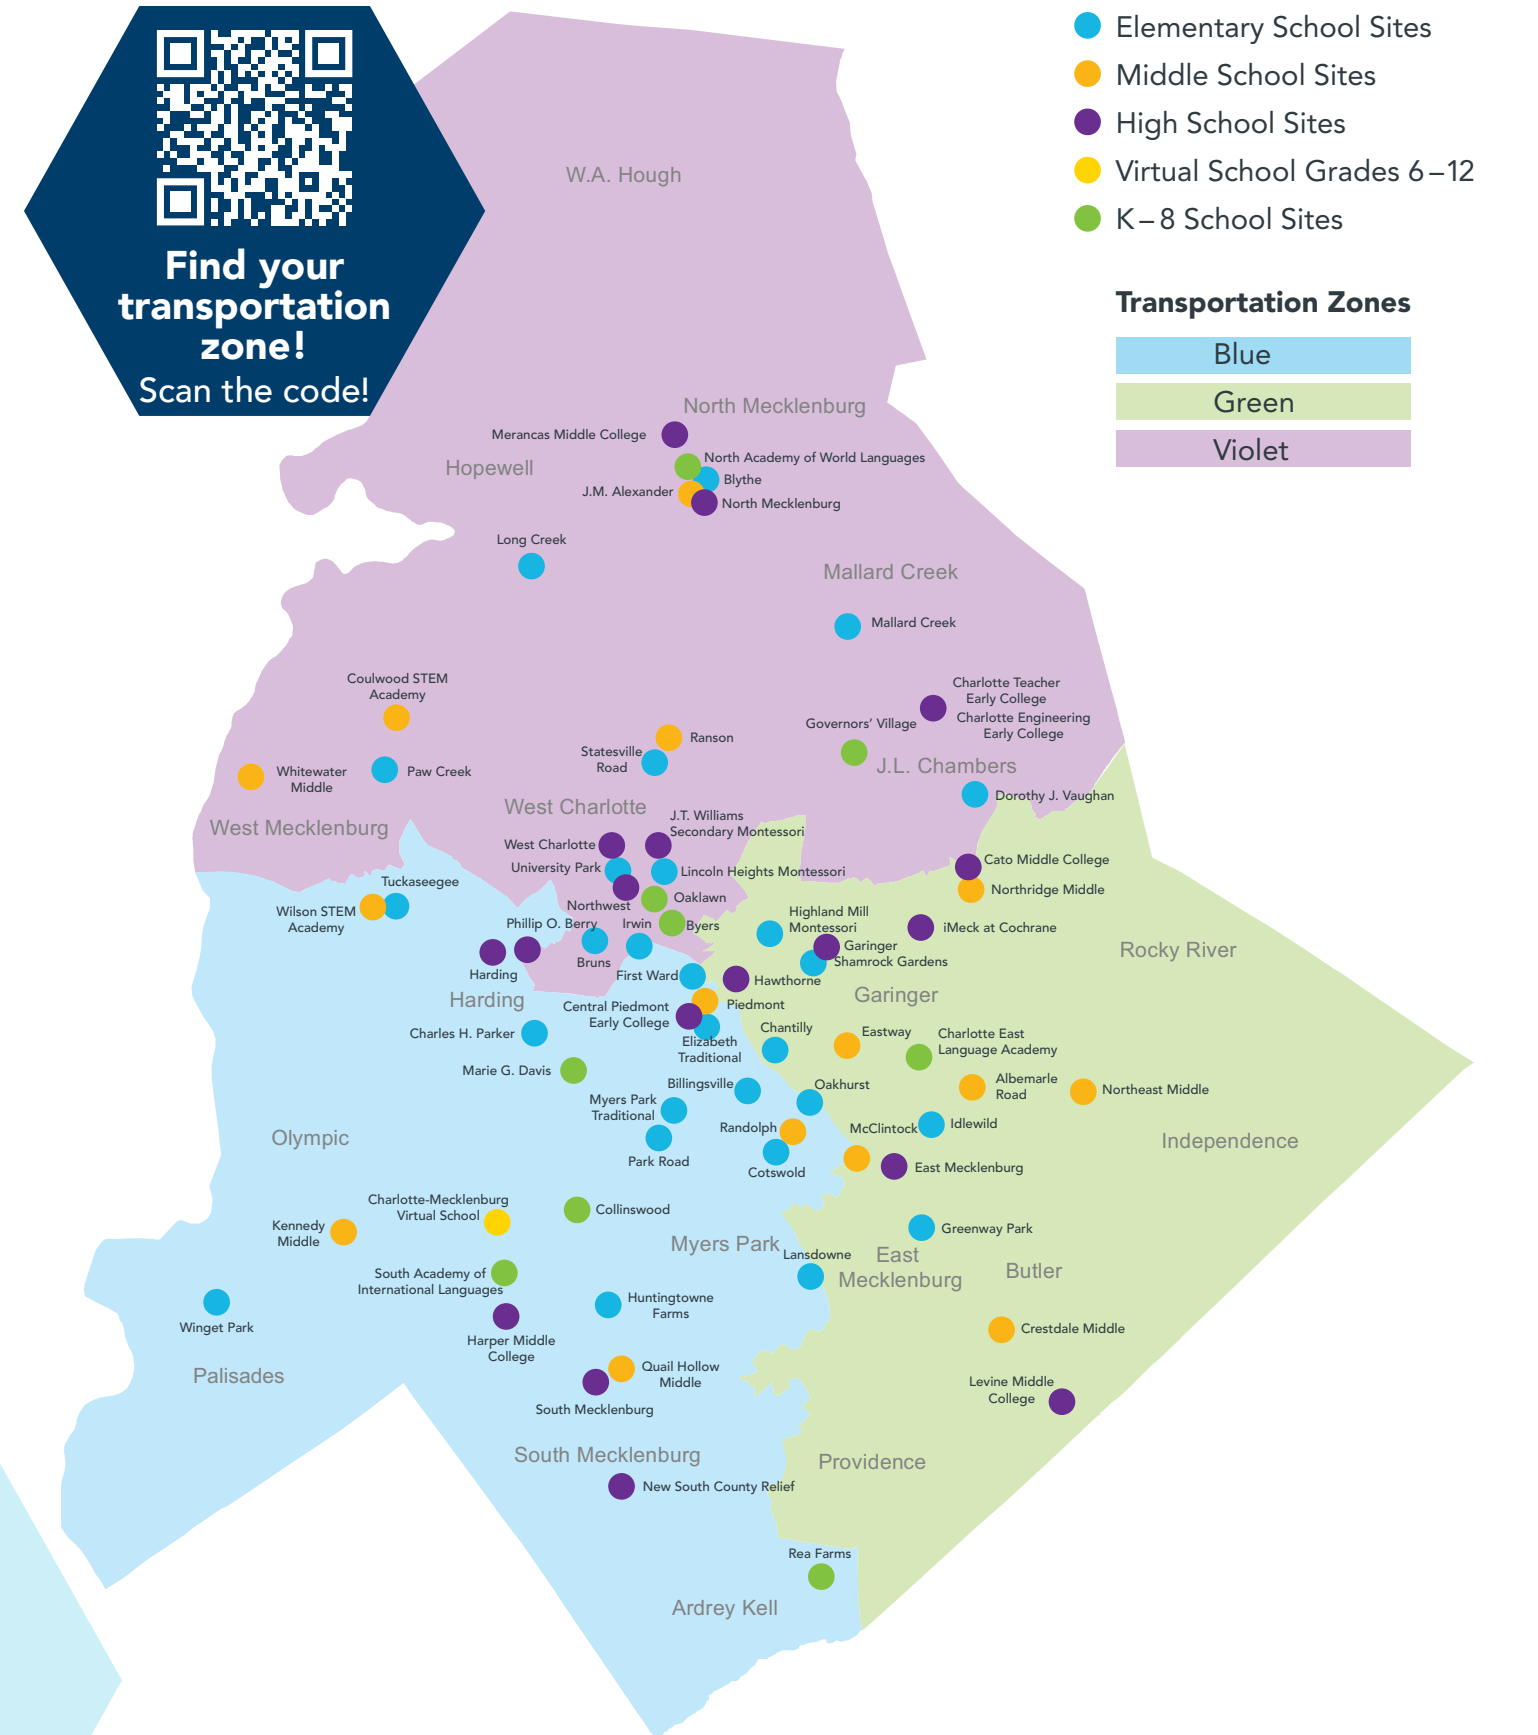 Find your
transportation
zone!
Scan the code!
Elementary School Sites
Middle School Sites
High School Sites
Virtual School Grades 6–12
K–8 School Sites
Transportation Zones
Blue
Green
Violet
W.A. Hough
North Mecklenburg
Merancas Middle College
North Academy of World Languages
Hopewell
Blythe
J.M. Alexander
North Mecklenburg
Long Creek
Mallard Creek
Mallard Creek
Coulwood STEM
Academy
Charlotte Teacher
Early College
Governors' Village
Charlotte Engineering
Early College
Ranson
Statesville
Road
J.L. Chambers
Whitewater
Middle
Paw Creek
Dorothy J. Vaughan
West Charlotte
West Mecklenburg
J.T. Williams
Secondary Montessori
West Charlotte
University Park
Lincoln Heights Montessori
Cato Middle College
Northridge Middle
Tuckaseegee
Wilson STEM
Academy
Northwest
Oaklawn
Phillip O. Berry
Irwin
Byers
Highland Mill
Montessori
iMeck at Cochrane
Garinger
Shamrock Gardens
Rocky River
Harding
Bruns
First Ward
Hawthorne
Harding
Garinger
Central Piedmont
Early College
Piedmont
Charles H. Parker
Elizabeth
Traditional
Chantilly
Eastway
Charlotte East
Language Academy
Marie G. Davis
Billingsville
Oakhurst
Albemarle
Road
Northeast Middle
Myers Park
Traditional
Randolph
McClintock
Idlewild
Olympic
Park Road
Cotswold
East Mecklenburg
Independence
Charlotte-Mecklenburg
Virtual School
Collinswood
Kennedy
Middle
Myers Park
Greenway Park
Lansdowne
East
Mecklenburg
Butler
South Academy of
International Languages
Huntingtowne
Farms
Winget Park
Harper Middle
College
Crestdale Middle
Palisades
Quail Hollow
Middle
South Mecklenburg
Levine Middle
College
South Mecklenburg
Providence
New South County Relief
Rea Farms
Ardrey Kell